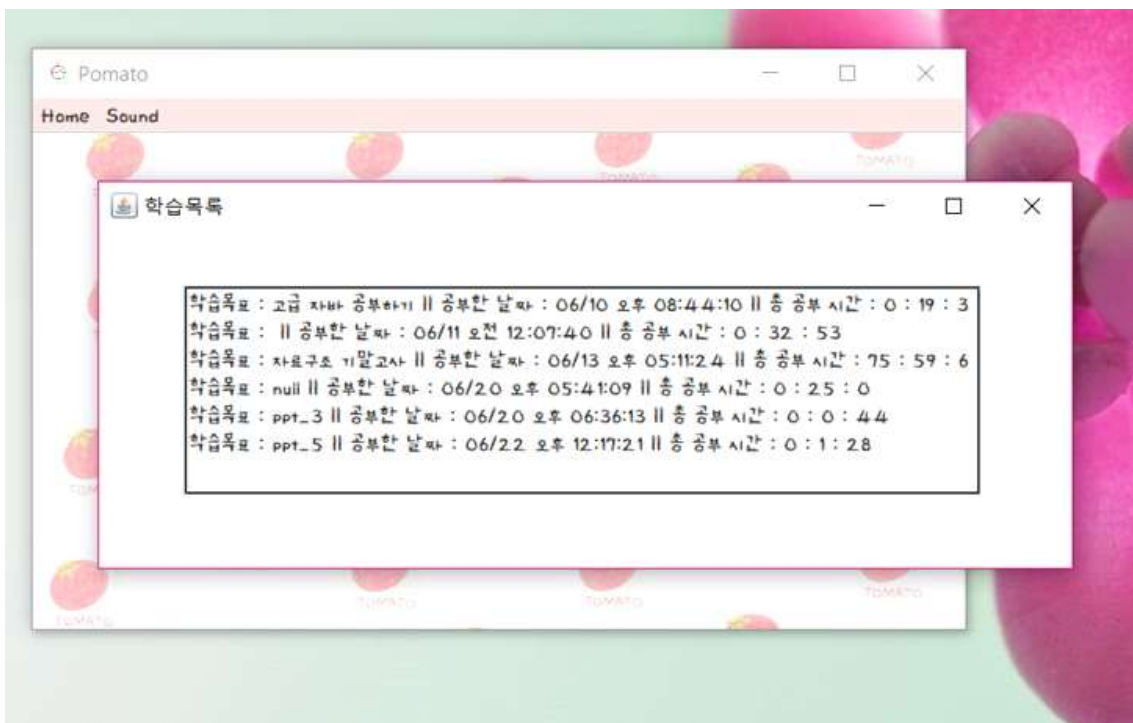 Pomato
Home Sound
TOMATO
TOMATO
학습목록
학습목표 : 고급 자바 공부하기 || 공부한 날짜 : 06/10 오후 08:44:10 || 총 공부 시간 : 0 : 19 : 3
학습목표 : || 공부한 날짜 : 06/11 오전 12:07:40 || 총 공부 시간 : 0 : 32 : 53
학습목표 : 자료구조 기말고사 || 공부한 날짜 : 06/13 오후 05:11:24 || 총 공부 시간 : 75 : 59 : 6
학습목표 : null || 공부한 날짜 : 06/20 오후 05:41:09 || 총 공부 시간 : 0 : 25 : 0
학습목표 : ppt_3 || 공부한 날짜 : 06/20 오후 06:36:13 || 총 공부 시간 : 0 : 0 : 44
학습목표 : ppt_5 || 공부한 날짜 : 06/22 오후 12:17:21 || 총 공부 시간 : 0 : 1 : 28
TOMATO
TOMATO
TOMATO
TOMATO